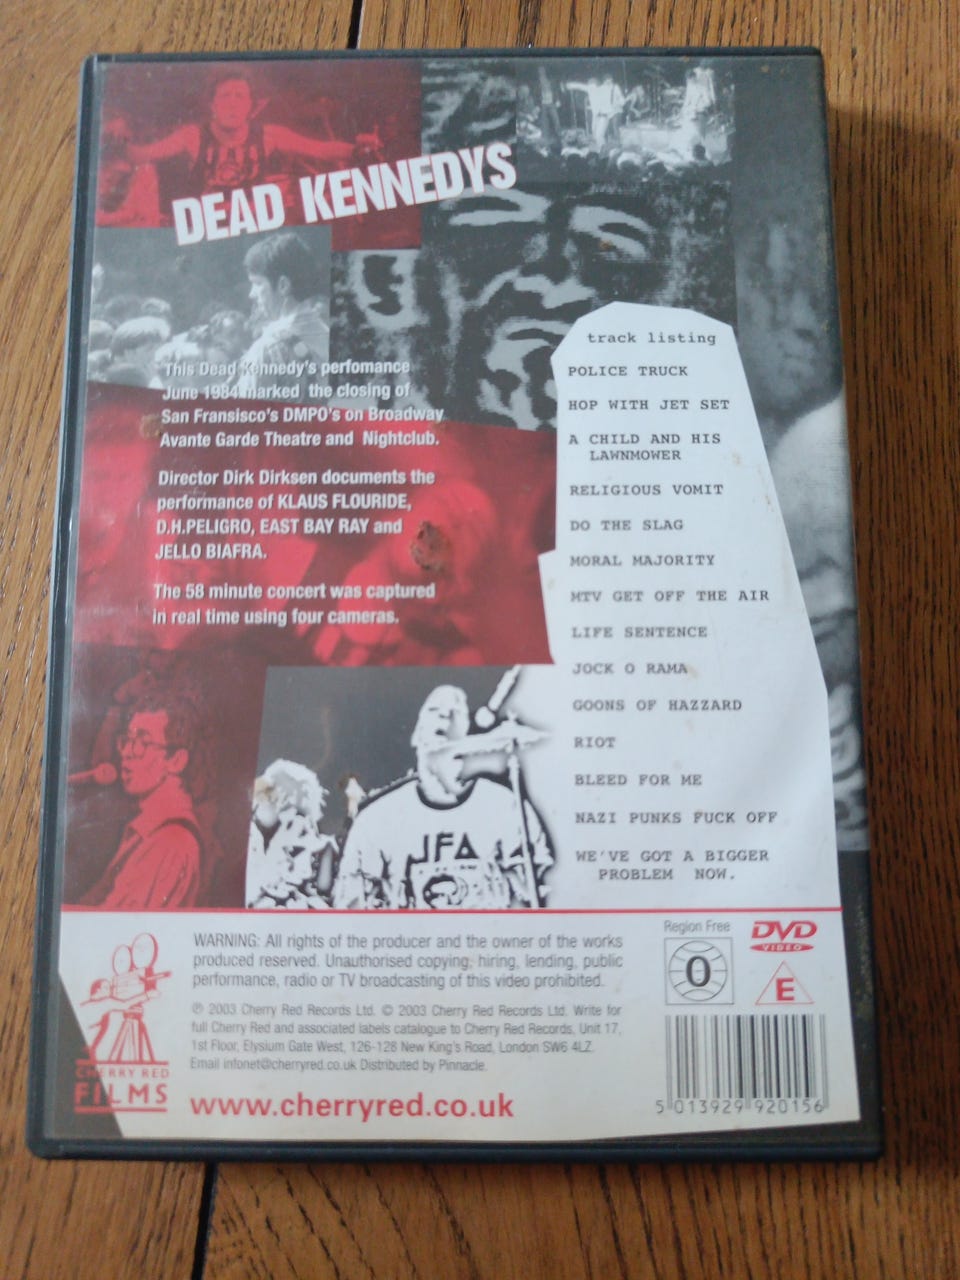 DEAD KENNEDYS
This Dead Kennedy's perfomance
June 1984 marked the closing of
San Fransisco's DMPO's on Broadway
Avante Garde Theatre and Nightclub.
Director Dirk Dirksen documents the
performance of KLAUS FLOURIDE,
D.H.PELIGRO, EAST BAY RAY and
JELLO BIAFRA.
The 58 minute concert was captured
in real time using four cameras.
JFA
track listing
POLICE TRUCK
HOP WITH JET SET
A CHILD AND HIS
LAWNMOWER
RELIGIOUS VOMIT
DO THE SLAG
MORAL MAJORITY
MTV GET OFF THE AIR
LIFE SENTENCE
JOCK O RAMA
GOONS OF HAZZARD
RIOT
BLEED FOR ME
NAZI PUNKS FUCK OFF
WE'VE GOT A BIGGER
PROBLEM NOW.
CHERRY RED
FILMS
WARNING: All rights of the producer and the owner of the works
produced reserved. Unauthorised copying, hiring, lending, public
performance, radio or TV broadcasting of this video prohibited.
℗ 2003 Cherry Red Records Ltd. © 2003 Cherry Red Records Ltd. Write for
full Cherry Red and associated labels catalogue to Cherry Red Records, Unit 17,
1st Floor, Elysium Gate West, 126-128 New King's Road, London SW6 4LZ.
Email infonet@cherryred.co.uk Distributed by Pinnacle.
www.cherryred.co.uk
Region Free
0
DVD
VIDEO
E
5 013929 920156